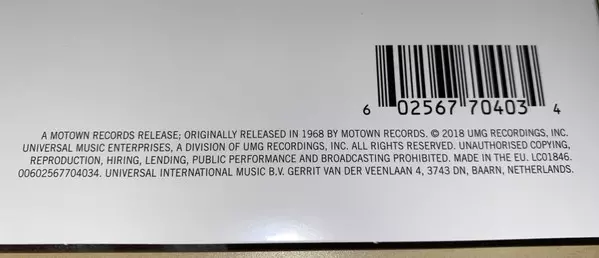 6 02567 70403 4
A MOTOWN RECORDS RELEASE; ORIGINALLY RELEASED IN 1968 BY MOTOWN RECORDS. © 2018 UMG RECORDINGS, INC.
UNIVERSAL MUSIC ENTERPRISES, A DIVISION OF UMG RECORDINGS, INC. ALL RIGHTS RESERVED. UNAUTHORISED COPYING,
REPRODUCTION, HIRING, LENDING, PUBLIC PERFORMANCE AND BROADCASTING PROHIBITED. MADE IN THE EU. LC01846.
00602567704034. UNIVERSAL INTERNATIONAL MUSIC B.V. GERRIT VAN DER VEENLAAN 4, 3743 DN, BAARN, NETHERLANDS.